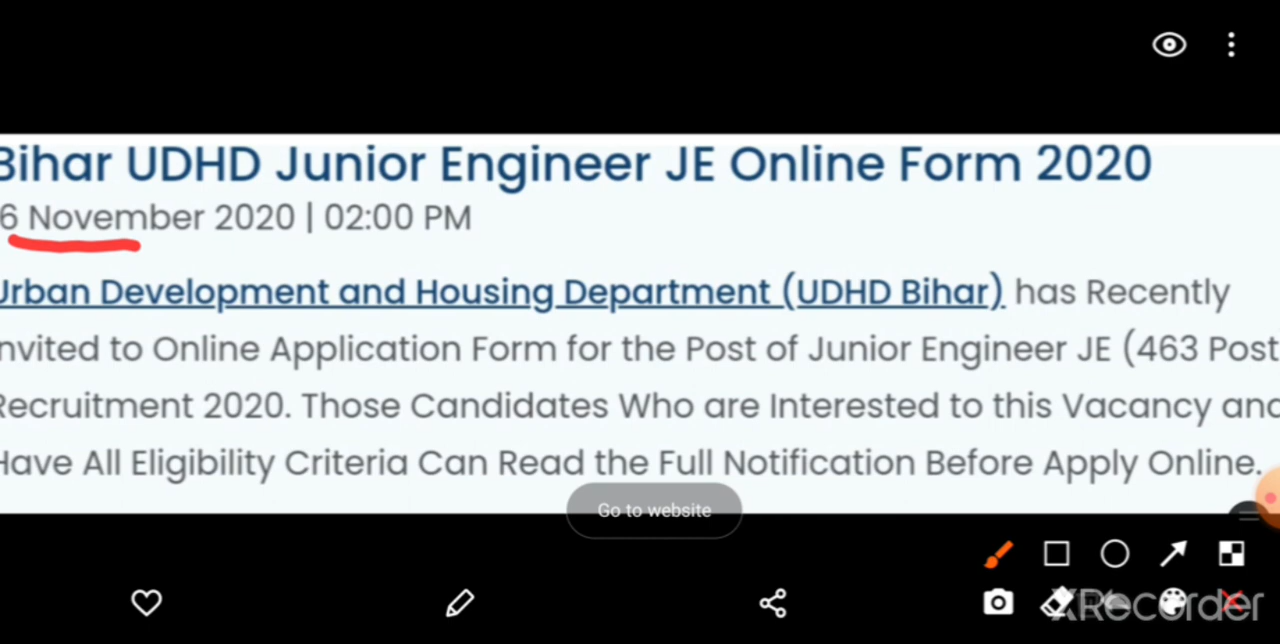 Bihar UDHD Junior Engineer JE Online Form 2020
6 November 2020 | 02:00 PM
Urban Development and Housing Department (UDHD Bihar) has Recently
nvited to Online Application Form for the Post of Junior Engineer JE (463 Post
Recruitment 2020. Those Candidates Who are Interested to this Vacancy and
Have All Eligibility Criteria Can Read the Full Notification Before Apply Online.
Go to website
XRecorder